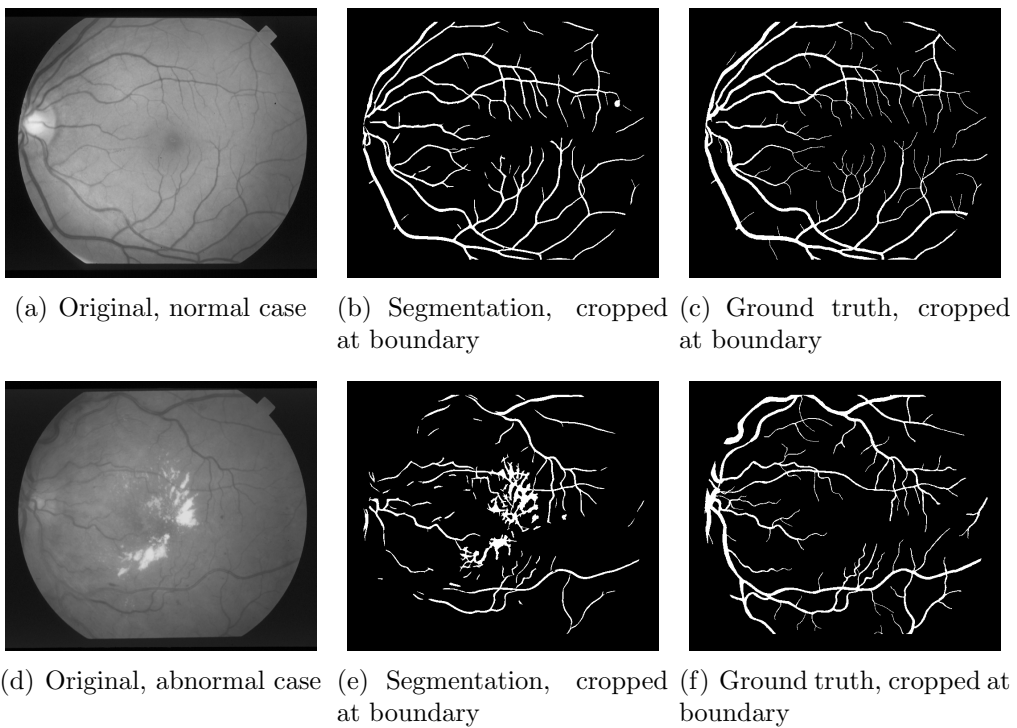 (a) Original, normal case
(b) Segmentation, cropped
at boundary
(c) Ground truth, cropped
at boundary
(d) Original, abnormal case
(e) Segmentation, cropped
at boundary
(f) Ground truth, cropped at
boundary